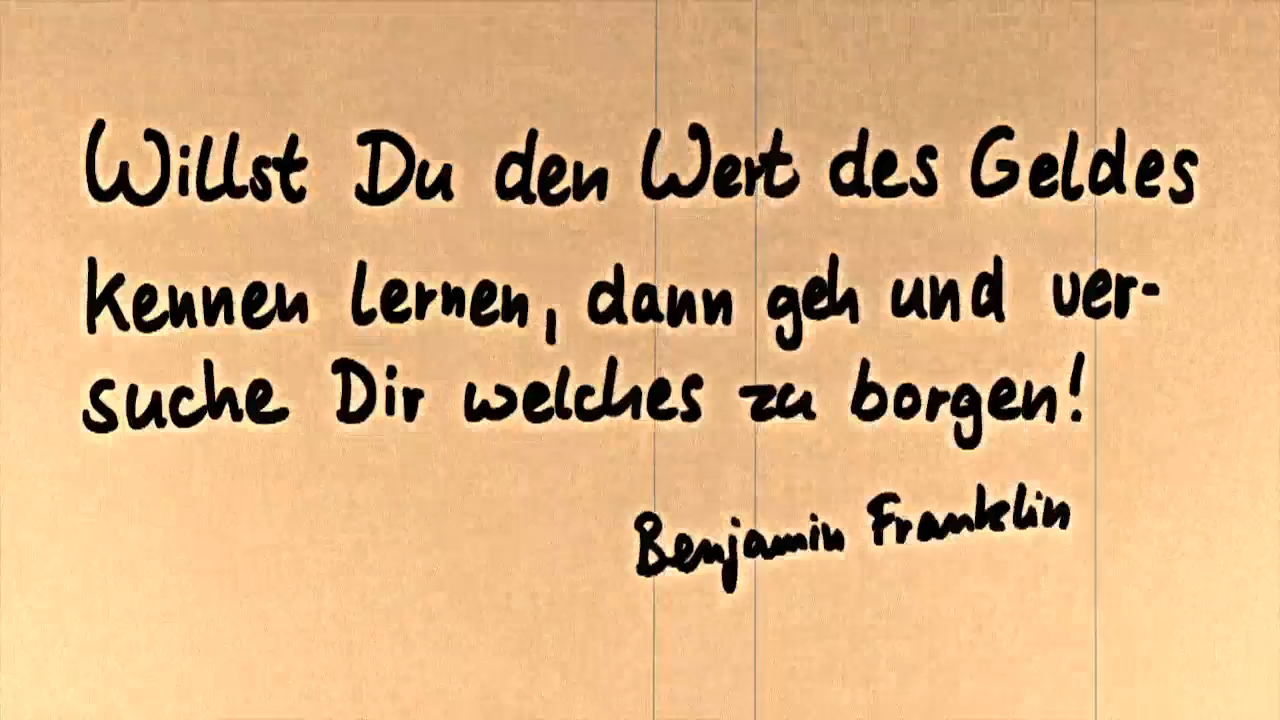 Willst Du den Wert des Geldes
kennen lernen, dann geh und ver-
suche Dir welches zu borgen!
Benjamin Franklin